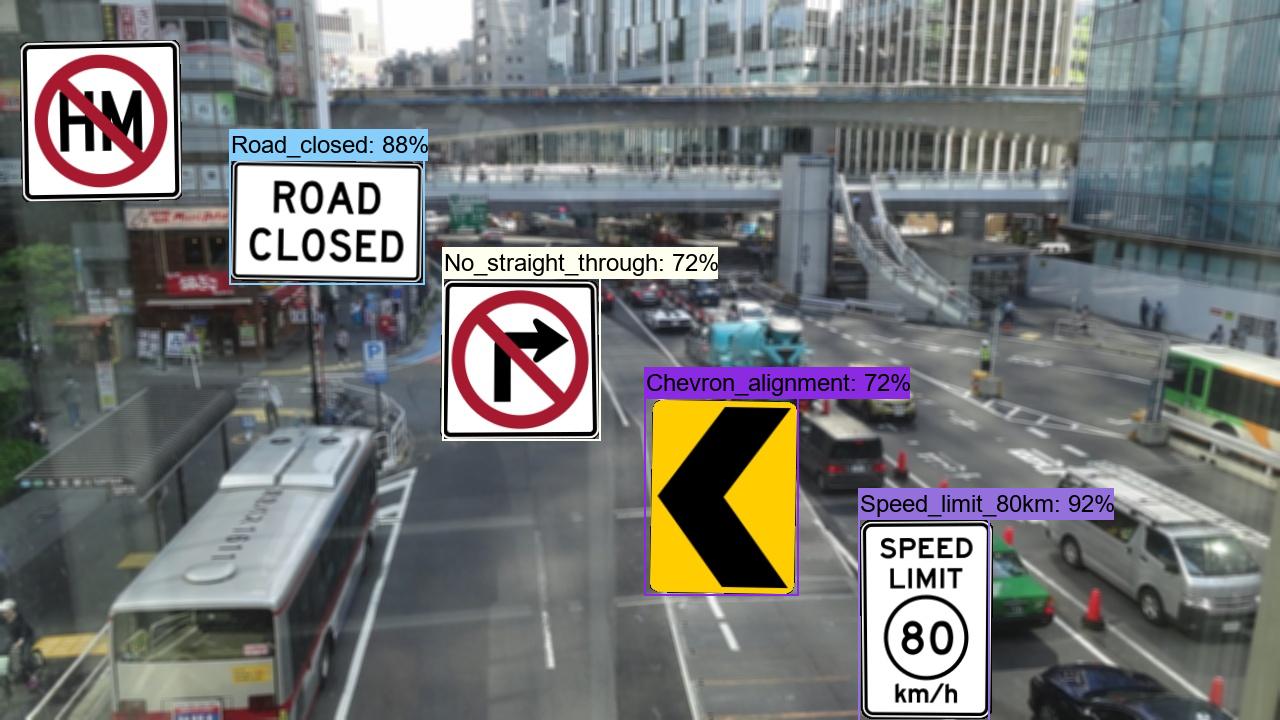 HM
Road_closed: 88%
ROAD
CLOSED
No_straight_through: 72%
Chevron_alignment: 72%
Speed_limit_80km: 92%
SPEED
LIMIT
80
km/h
P